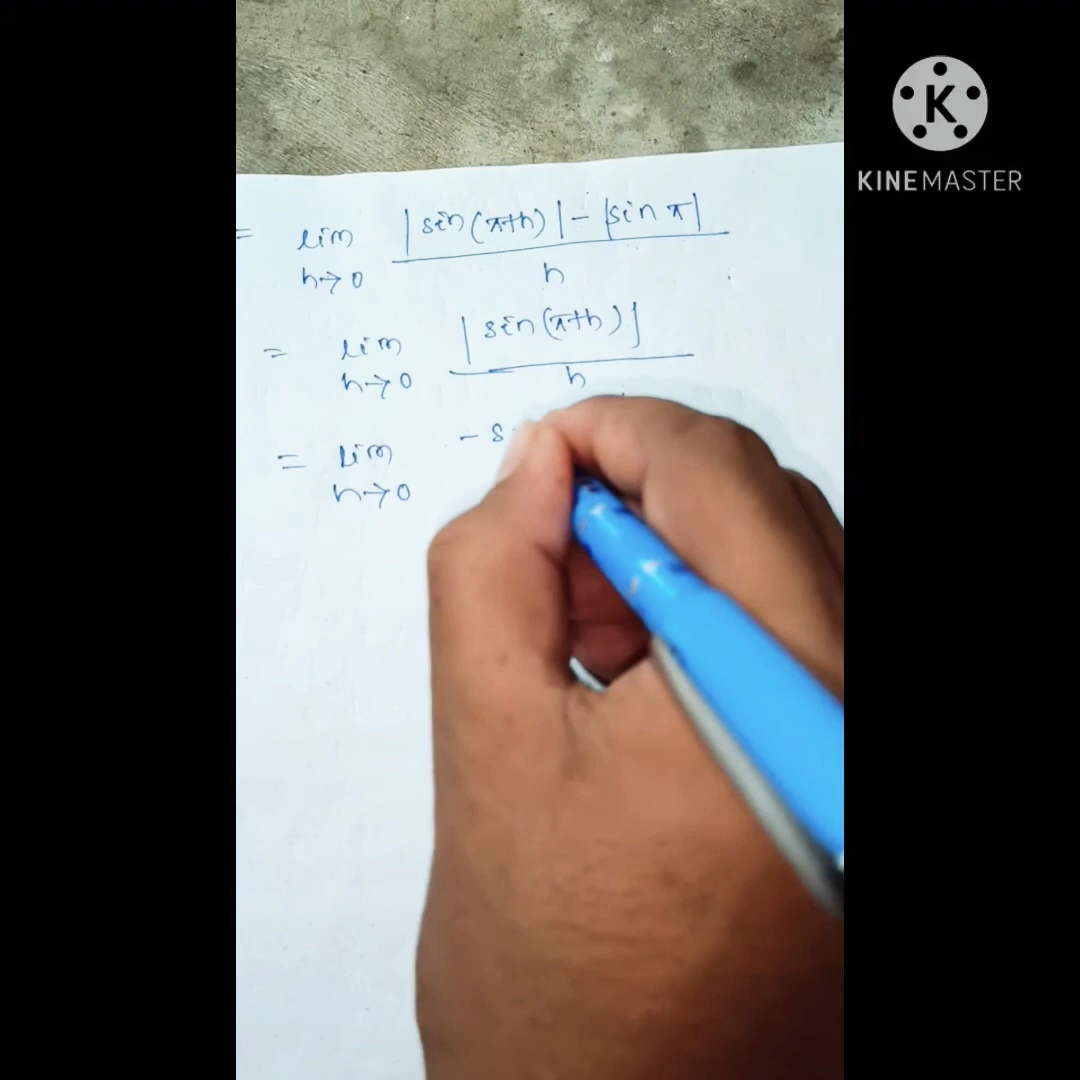 K
KINEMASTER
= lim |sin(π+h)| - |sin π|
h→0 h
= lim |sin(π+h)|
h→0 h
= lim - s
h→0